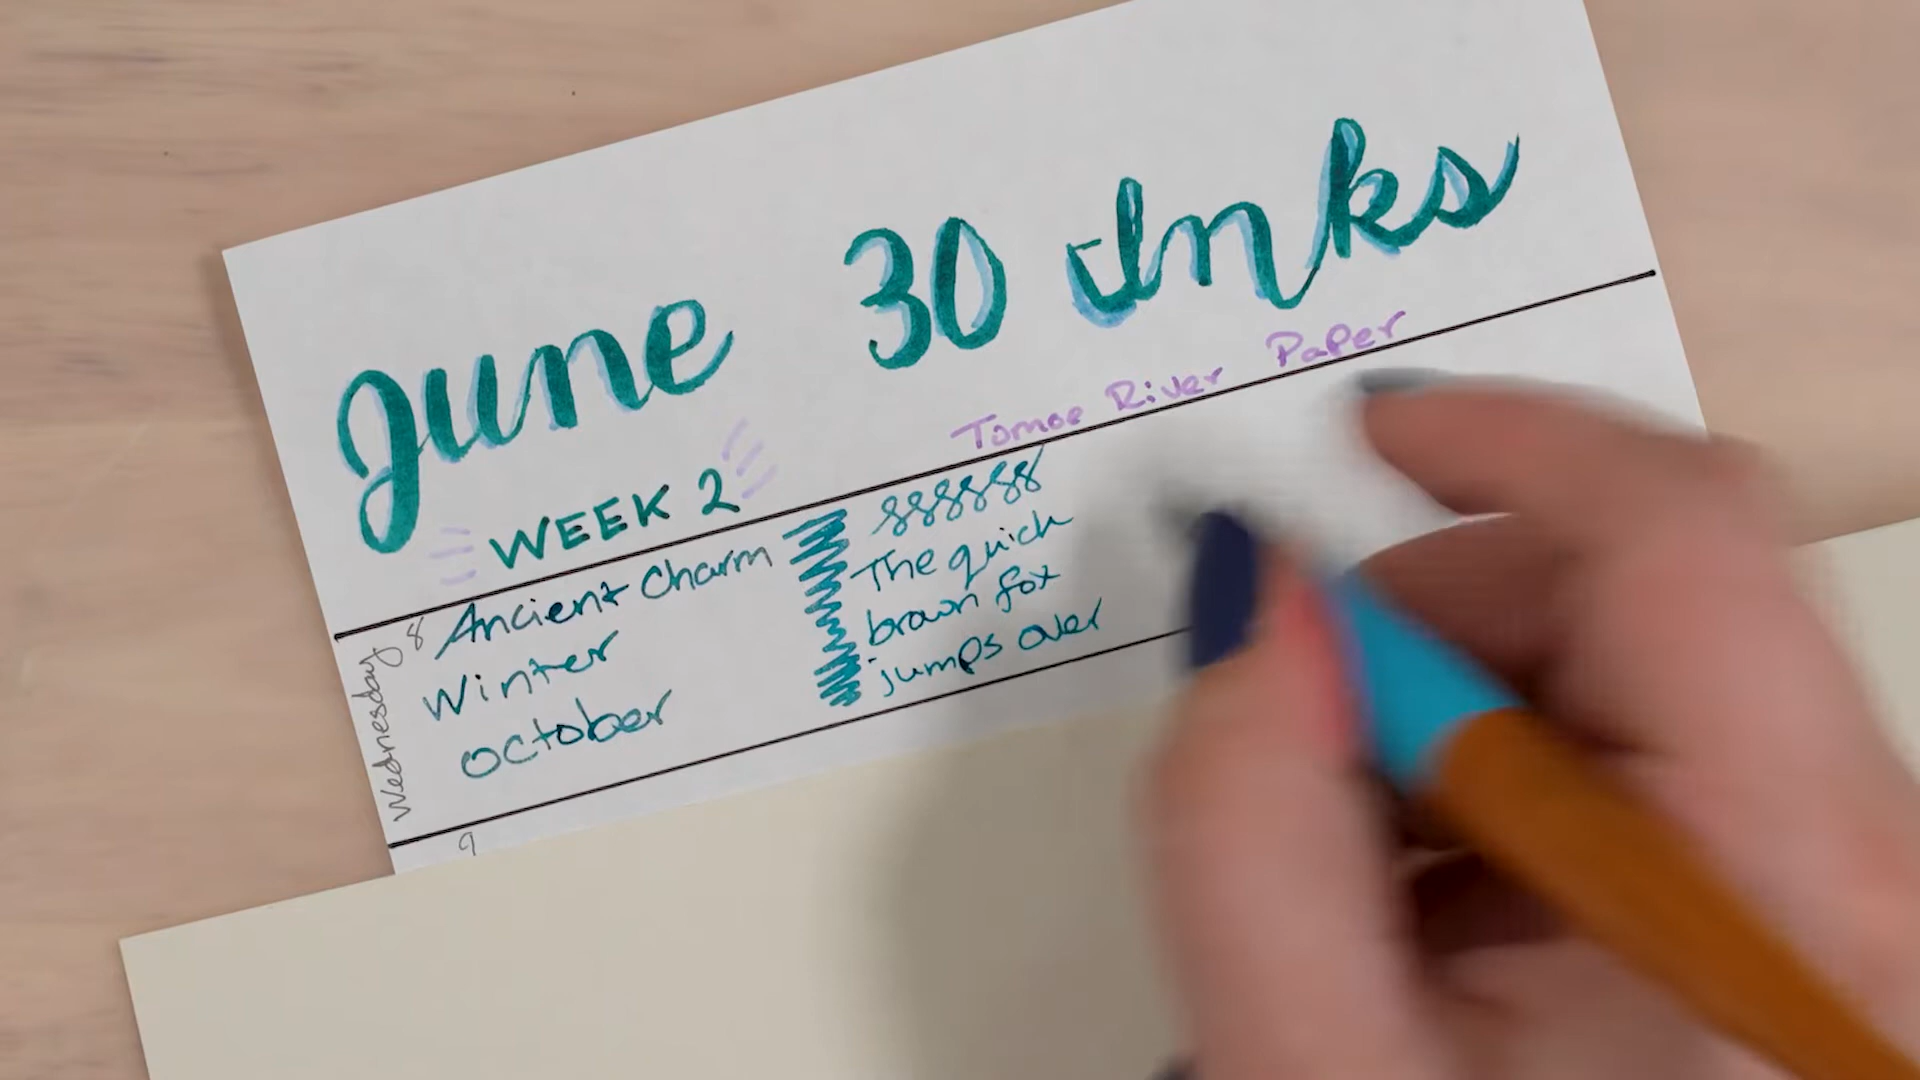 June 30 Inks
WEEK 2
Tomoe River Paper
Wednesday
8
Ancient Charm
Winter
October
888888
The quick
brown fox
jumps over
9